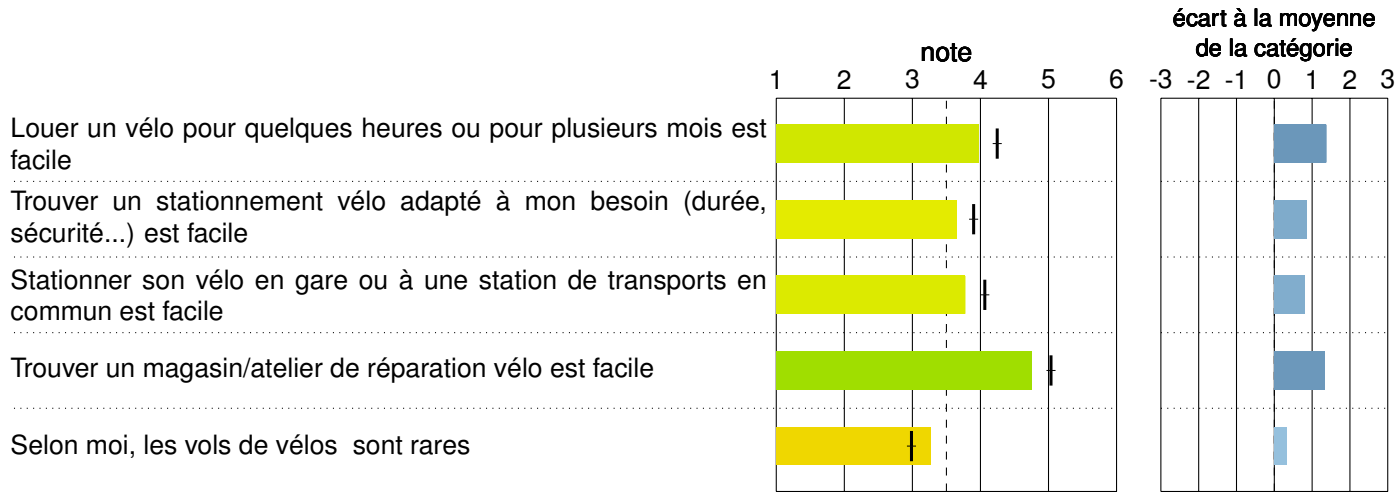 écart à la moyenne
note de la catégorie
1 2 3 4 5 6 -3 -2 -1 0 1 2 3
Louer un vélo pour quelques heures ou pour plusieurs mois est
facile
Trouver un stationnement vélo adapté à mon besoin (durée,
sécurité...) est facile
Stationner son vélo en gare ou à une station de transports en
commun est facile
Trouver un magasin/atelier de réparation vélo est facile
Selon moi, les vols de vélos  sont rares